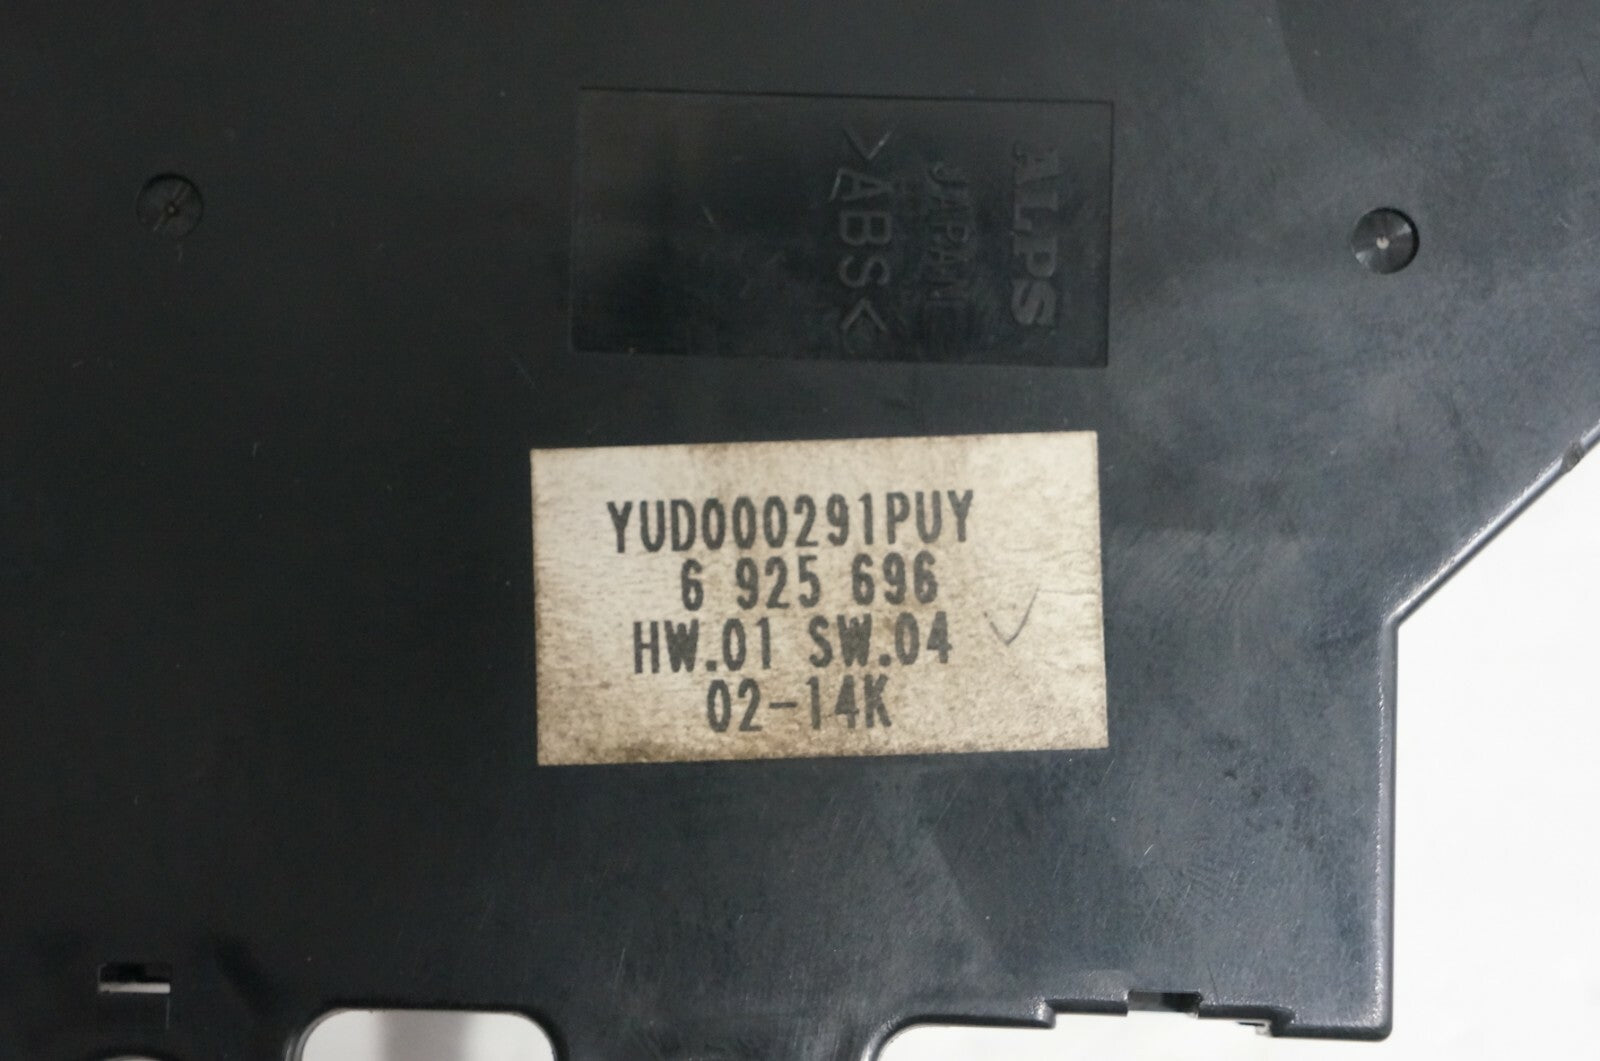 ALPS
JAPAN
>ABS<
YUD000291PUY
6 925 696
HW.01 SW.04
02-14K